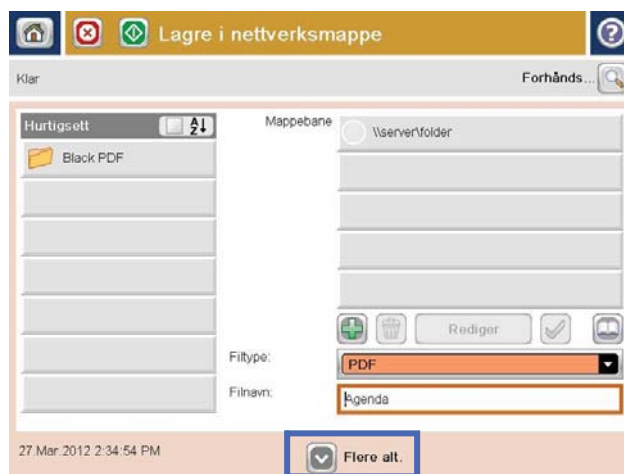 Lagre i nettverksmappe
Klar
Forhånds...
Hurtigsett
Mappebane
\\server\folder
Black PDF
Rediger
Filtype:
PDF
Filnavn:
Agenda
27 Mar 2012 2:34:54 PM
Flere alt.